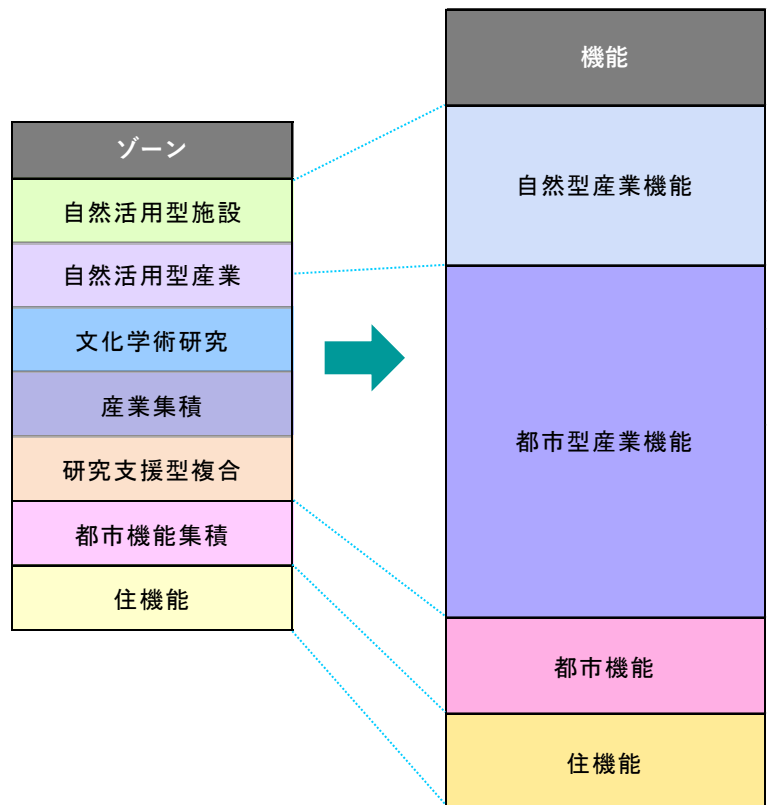 ゾーン
自然活用型施設
自然活用型産業
文化学術研究
産業集積
研究支援型複合
都市機能集積
住機能
機能
自然型産業機能
都市型産業機能
都市機能
住機能